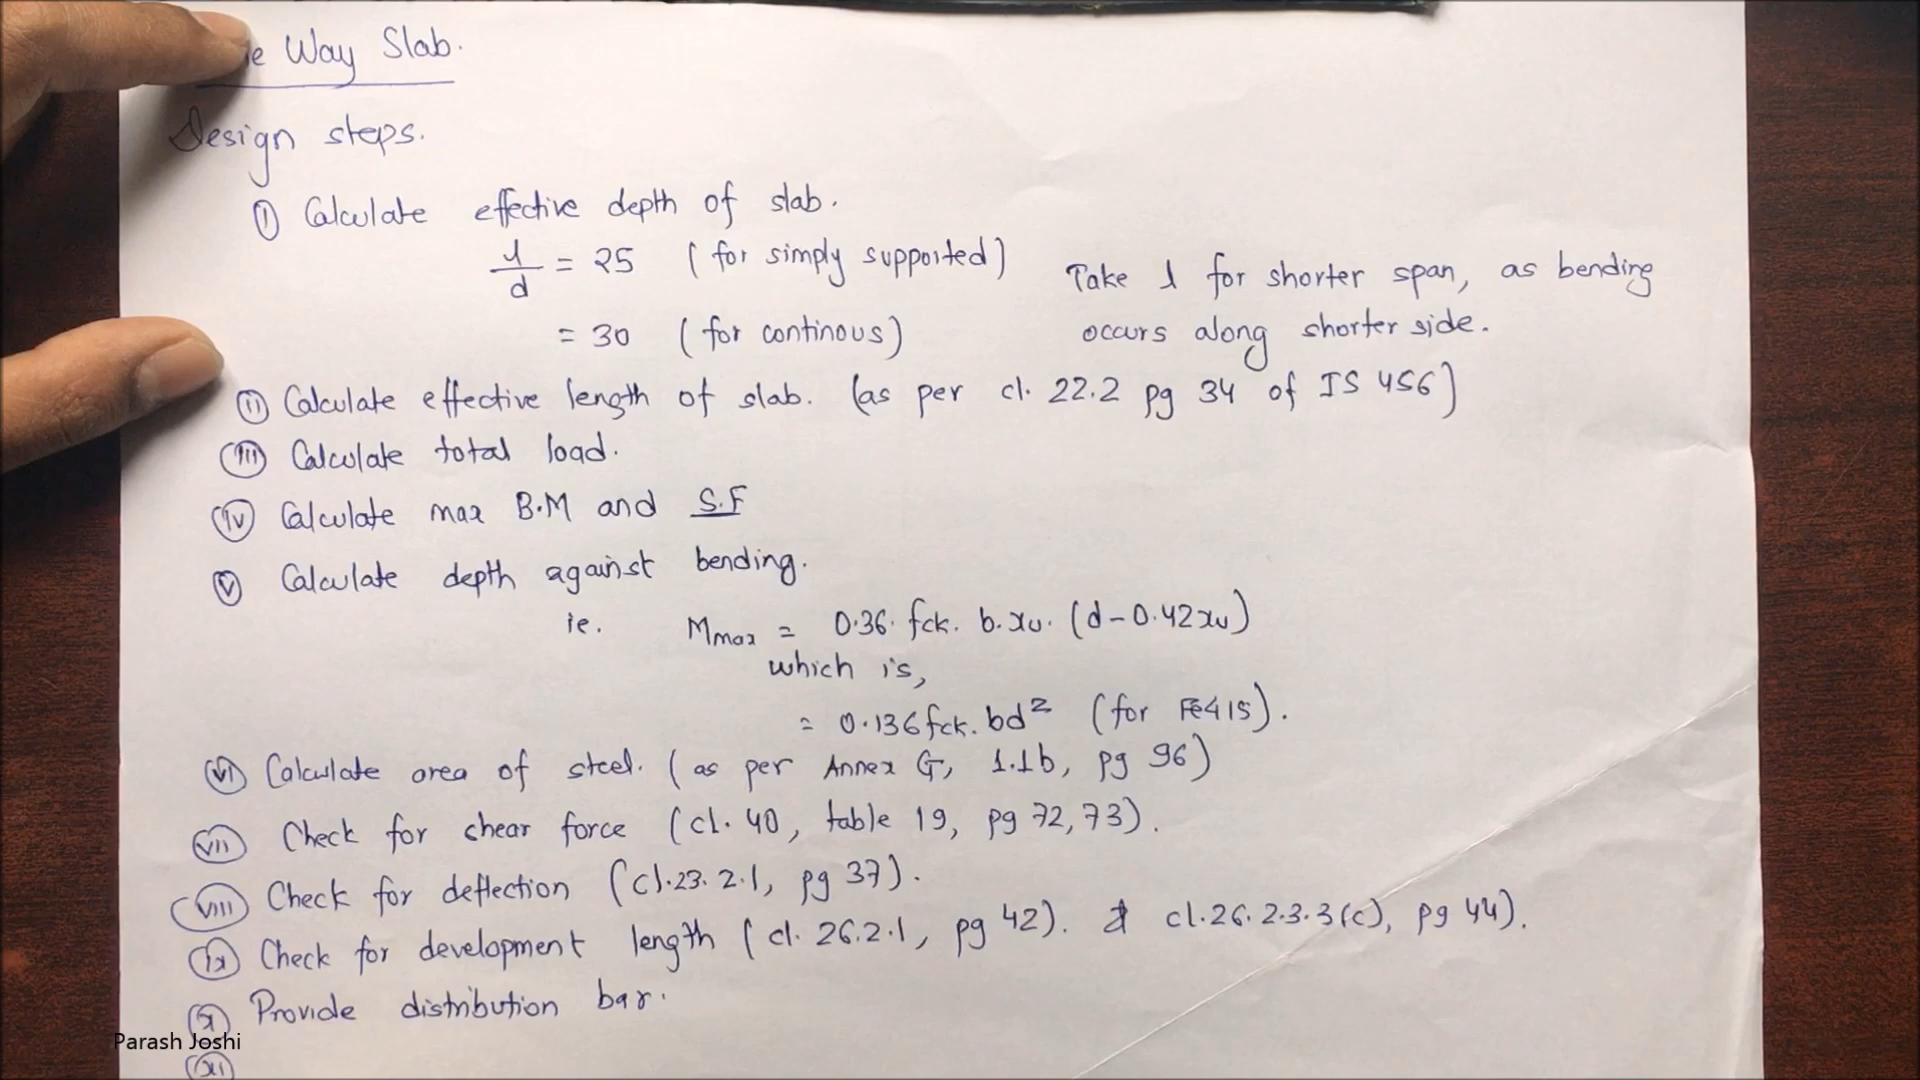 e Way Slab.
Design steps.
(i) Calculate effective depth of slab.
l/d = 25 (for simply supported)
= 30 (for continous)
Take l for shorter span, as bending
occurs along shorter side.
(ii) Calculate effective length of slab. (as per cl. 22.2 pg 34 of IS 456)
(iii) Calculate total load.
(iv) Calculate max B.M and S.F
(v) Calculate depth against bending.
ie. Mmax = 0.36. fck. b. xu. (d - 0.42xu)
which is,
= 0.136 fck. bd² (for Fe415).
(vi) Calculate area of steel. (as per Annex G, 1.1b, pg 96)
(vii) Check for shear force (cl. 40, table 19, pg 72, 73).
(viii) Check for deflection (cl. 23.2.1, pg 37).
(ix) Check for development length (cl. 26.2.1, pg 42). & cl. 26.2.3.3(c), pg 44).
(x) Provide distribution bar.
Parash Joshi
(xi)